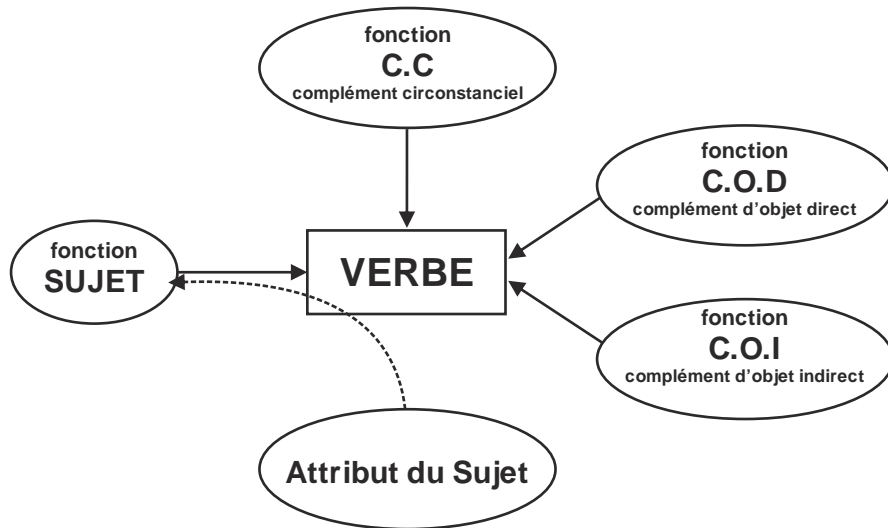 fonction
C.C
complément circonstanciel
fonction
C.O.D
complément d'objet direct
fonction
SUJET
VERBE
fonction
C.O.I
complément d'objet indirect
Attribut du Sujet